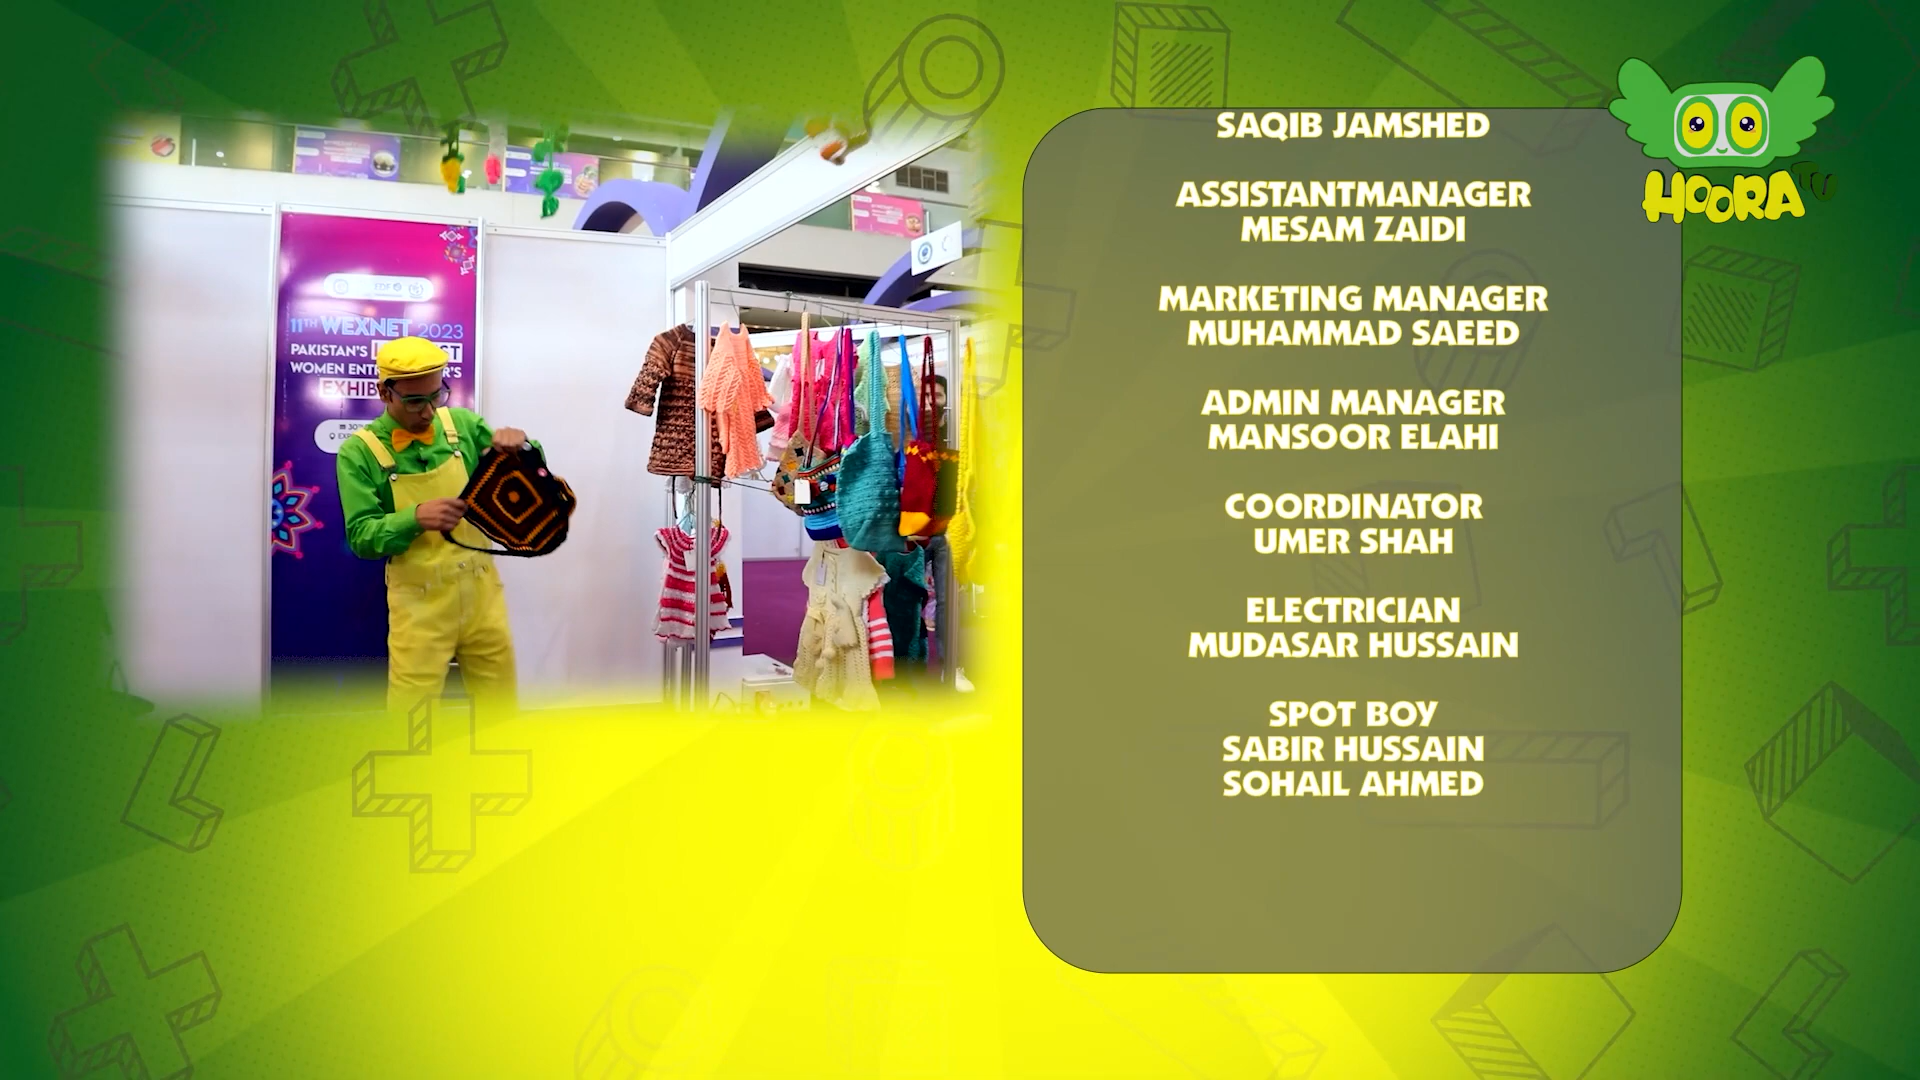 EDF
11TH WEXNET 2023
PAKISTAN'S
WOMEN
SAQIB JAMSHED
ASSISTANTMANAGER
MESAM ZAIDI
MARKETING MANAGER
MUHAMMAD SAEED
ADMIN MANAGER
MANSOOR ELAHI
COORDINATOR
UMER SHAH
ELECTRICIAN
MUDASAR HUSSAIN
SPOT BOY
SABIR HUSSAIN
SOHAIL AHMED
HOORA TV